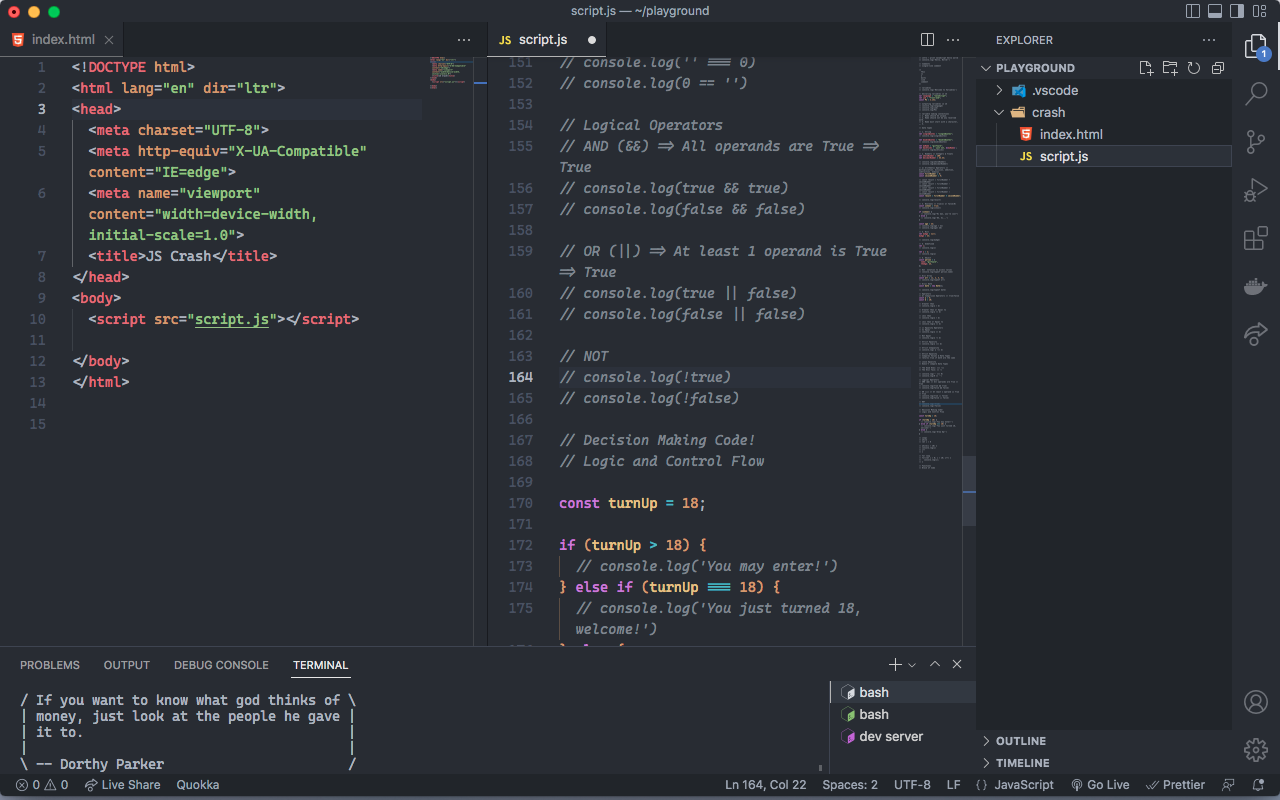 script.js — ~/playground
index.html
1 <!DOCTYPE html>
2 <html lang="en" dir="ltr">
3 <head>
4 <meta charset="UTF-8">
5 <meta http-equiv="X-UA-Compatible"
content="IE=edge">
6 <meta name="viewport"
content="width=device-width,
initial-scale=1.0">
7 <title>JS Crash</title>
8 </head>
9 <body>
10 <script src="script.js"></script>
11
12 </body>
13 </html>
14
15
JS script.js
151 // console.log('' === 0)
152 // console.log(0 == '')
153
154 // Logical Operators
155 // AND (&&) => All operands are True =>
True
156 // console.log(true && true)
157 // console.log(false && false)
158
159 // OR (||) => At least 1 operand is True
=> True
160 // console.log(true || false)
161 // console.log(false || false)
162
163 // NOT
164 // console.log(!true)
165 // console.log(!false)
166
167 // Decision Making Code!
168 // Logic and Control Flow
169
170 const turnUp = 18;
171
172 if (turnUp > 18) {
173 // console.log('You may enter!')
174 } else if (turnUp === 18) {
175 // console.log('You just turned 18,
welcome!')
EXPLORER
PLAYGROUND
.vscode
crash
index.html
JS script.js
OUTLINE
TIMELINE
1
PROBLEMS OUTPUT DEBUG CONSOLE TERMINAL
/ If you want to know what god thinks of \
| money, just look at the people he gave |
| it to. |
| |
\ -- Dorthy Parker /
bash
bash
dev server
0 0 Live Share Quokka Ln 164, Col 22 Spaces: 2 UTF-8 LF {} JavaScript Go Live Prettier